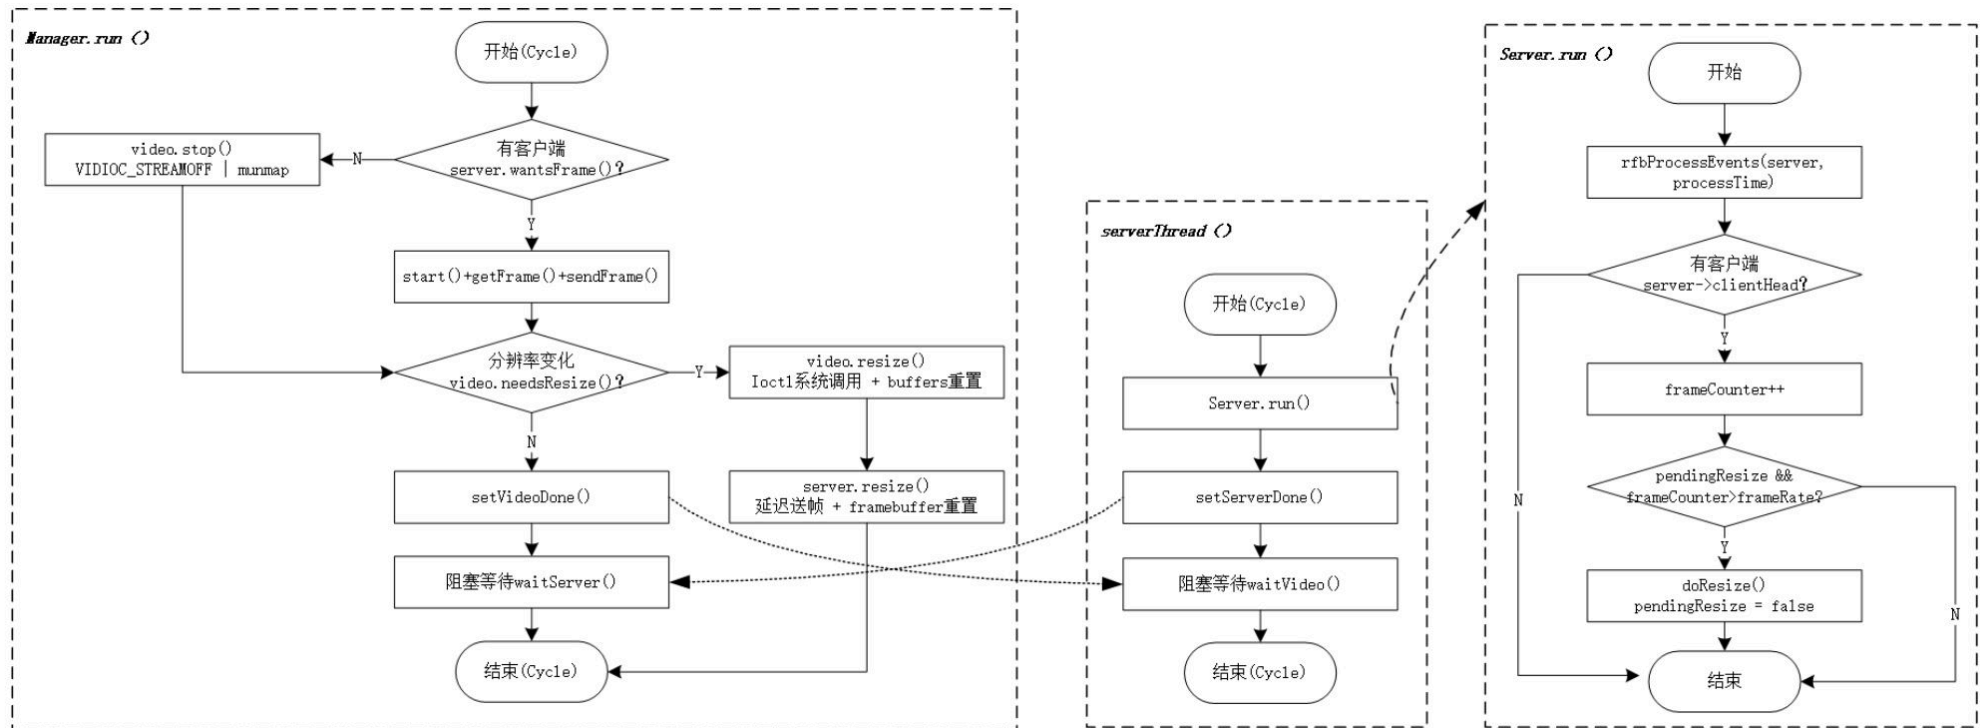 Manager.run ()
开始(Cycle)
有客户端
server.wantsFrame()?
N
video.stop()
VIDIOC_STREAMOFF | munmap
Y
start()+getFrame()+sendFrame()
分辨率变化
video.needsResize()?
Y
video.resize()
Ioctl系统调用 + buffers重置
N
server.resize()
延迟送帧 + framebuffer重置
setVideoDone()
阻塞等待waitServer()
结束(Cycle)
serverThread ()
开始(Cycle)
Server.run()
setServerDone()
阻塞等待waitVideo()
结束(Cycle)
Server.run ()
开始
rfbProcessEvents(server,
processTime)
有客户端
server->clientHead?
Y
frameCounter++
pendingResize &&
frameCounter>frameRate?
N
Y
doResize()
pendingResize = false
N
结束